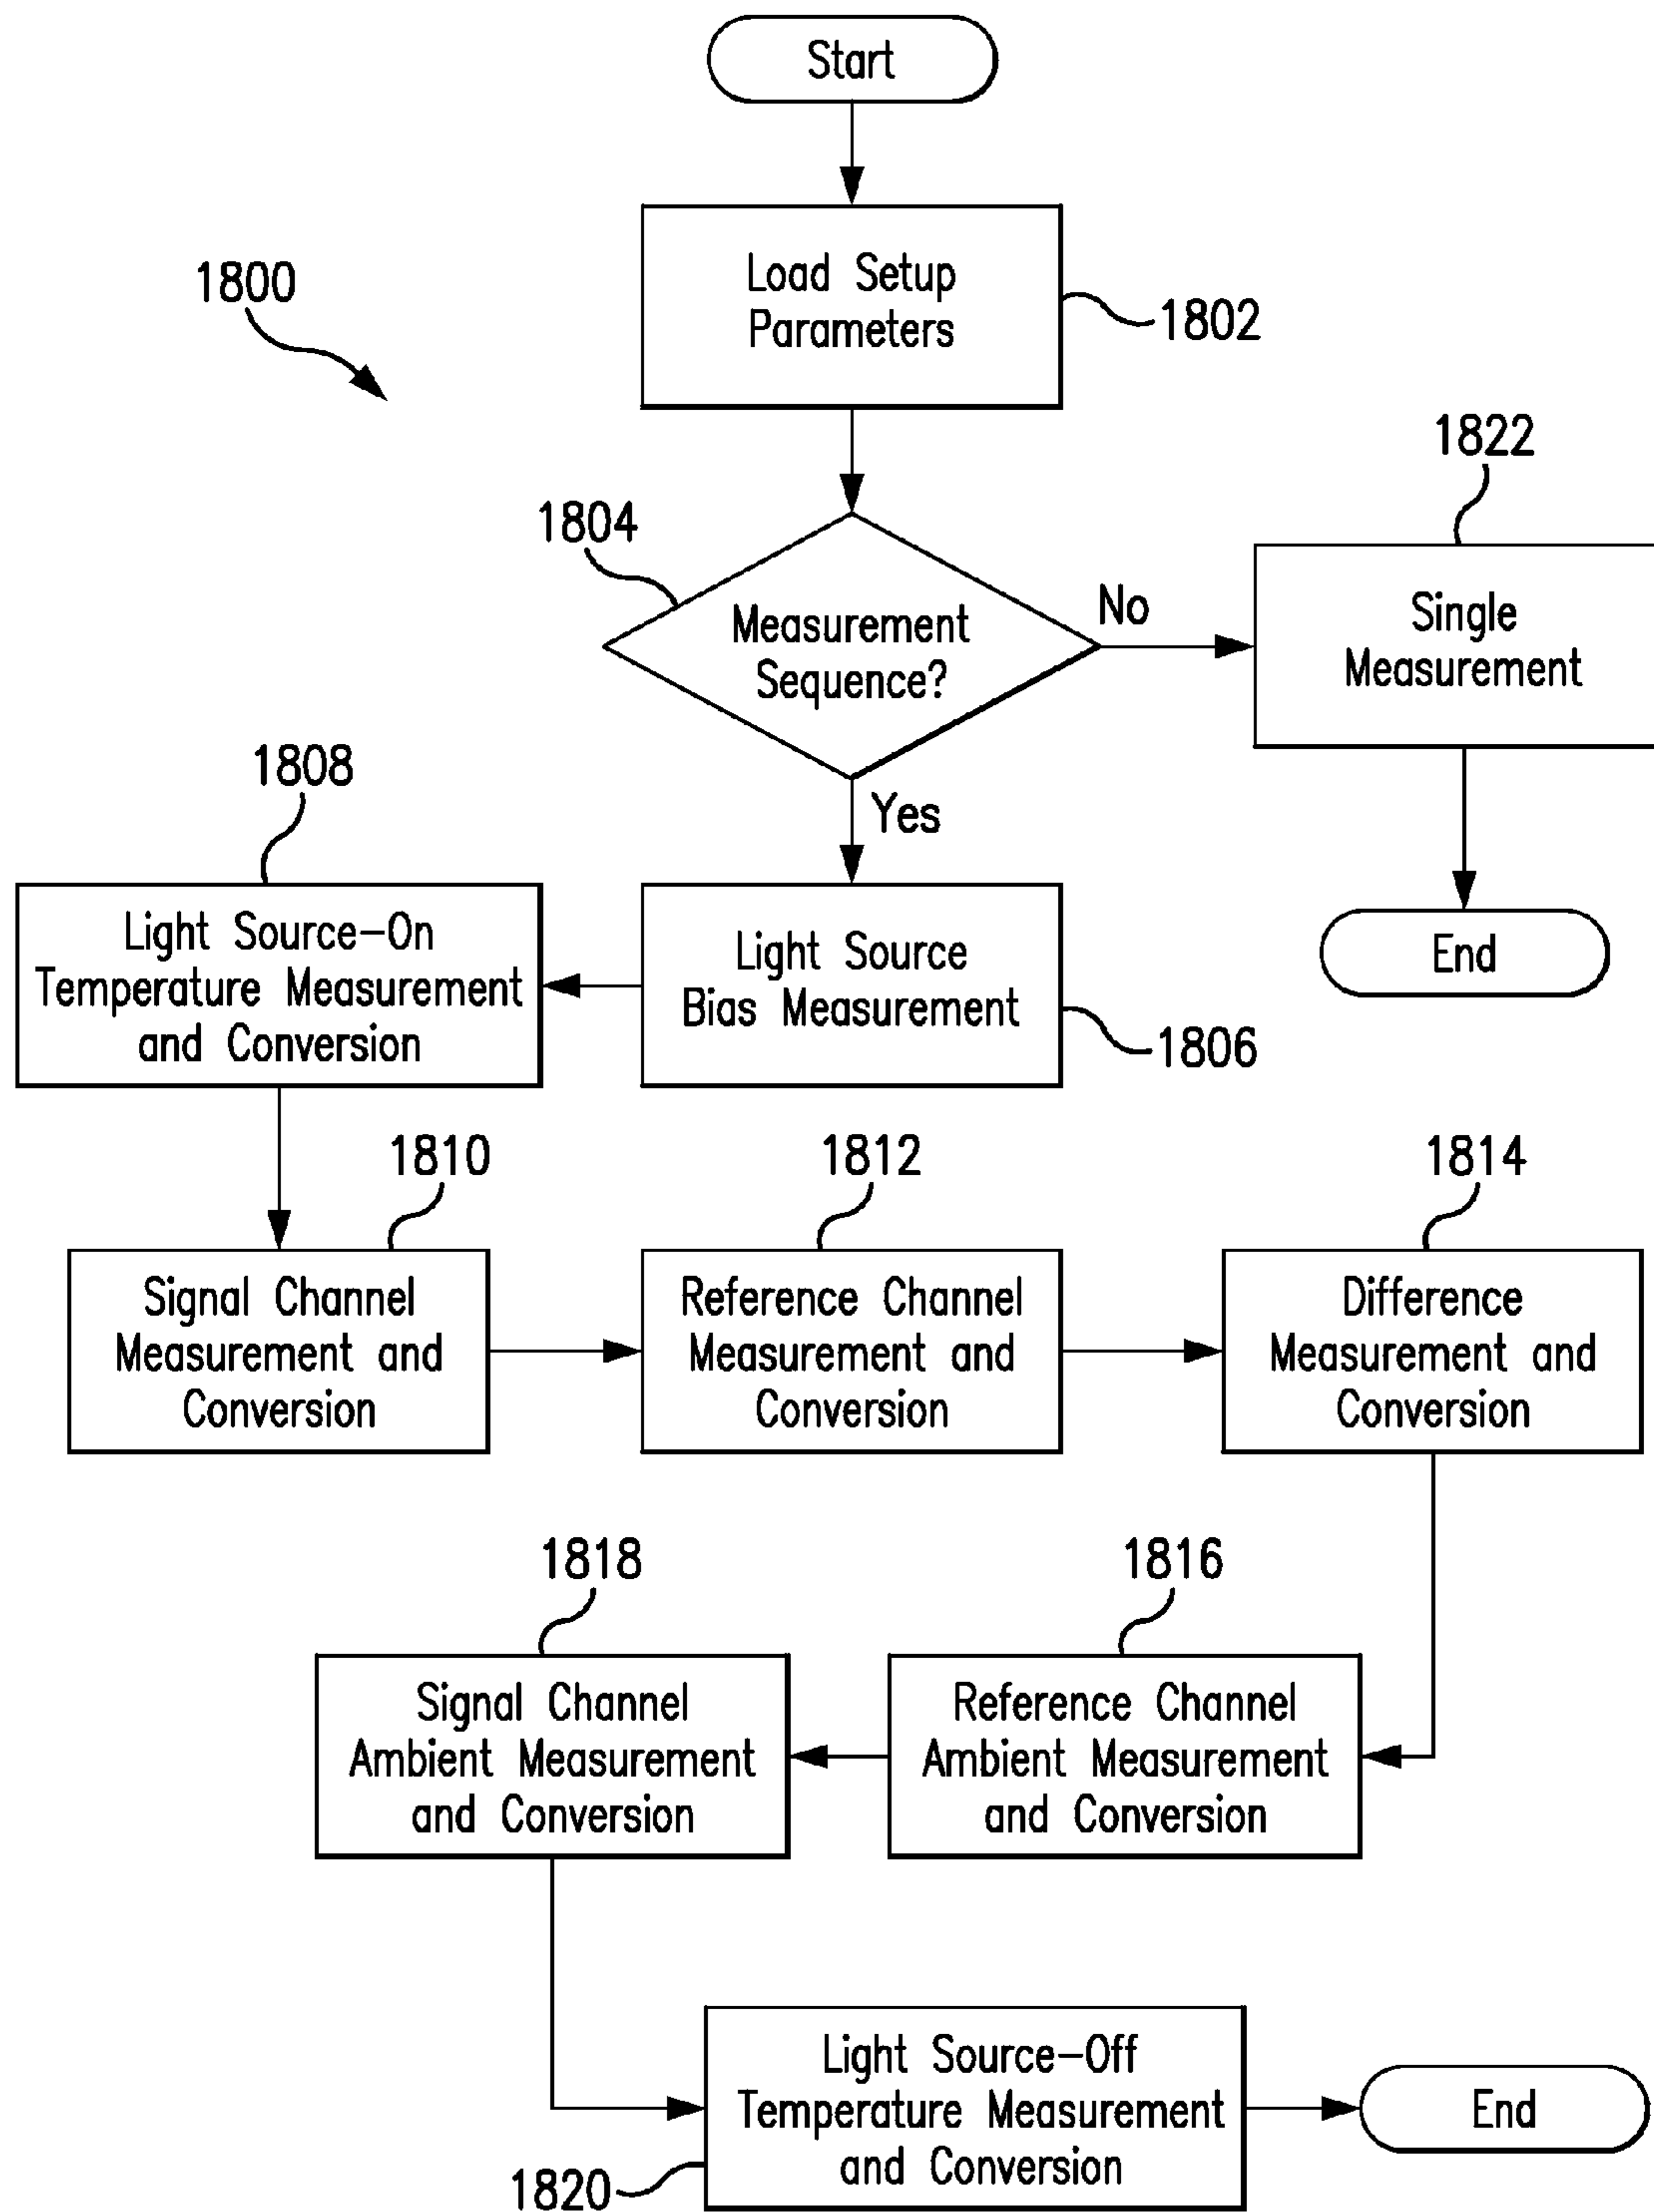 Start
Load Setup
Parameters
1800
1802
1822
1804
Measurement
Sequence?
No
Single
Measurement
Yes
1808
Light Source-On
Temperature Measurement
and Conversion
Light Source
Bias Measurement
1806
End
1810
1812
1814
Signal Channel
Measurement and
Conversion
Reference Channel
Measurement and
Conversion
Difference
Measurement and
Conversion
1818
1816
Signal Channel
Ambient Measurement
and Conversion
Reference Channel
Ambient Measurement
and Conversion
Light Source-Off
Temperature Measurement
and Conversion
1820
End